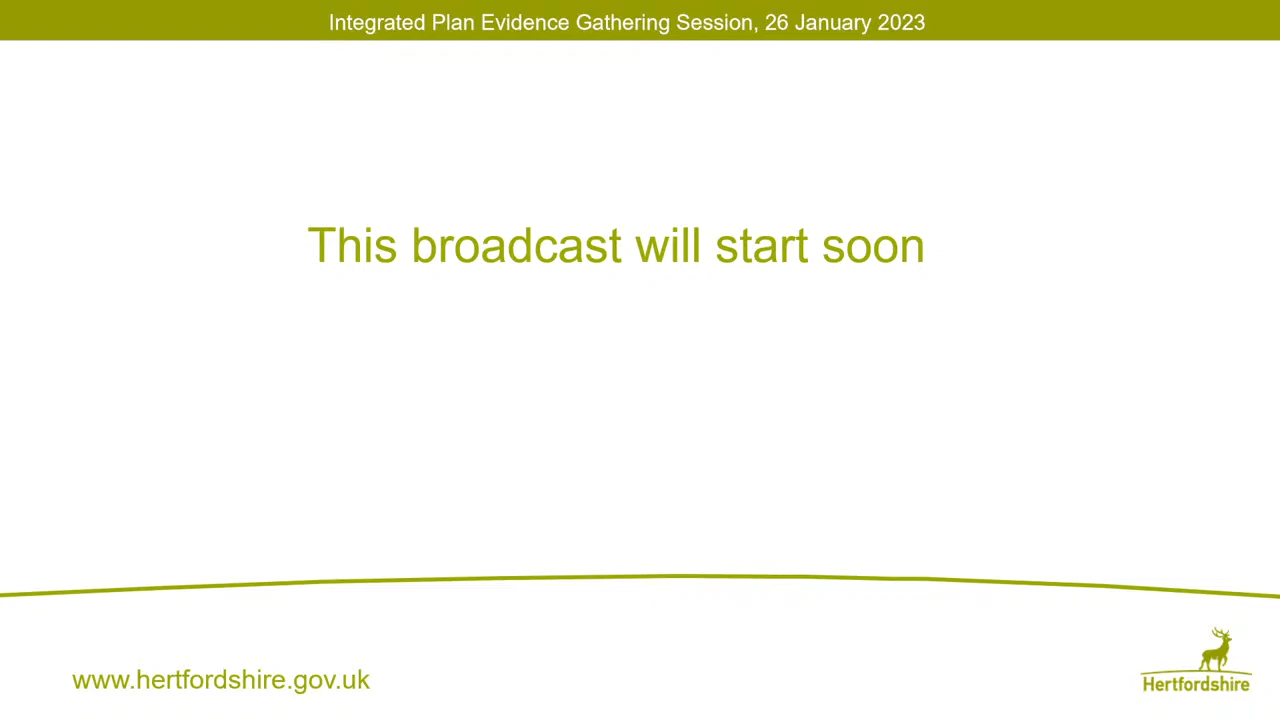 Integrated Plan Evidence Gathering Session, 26 January 2023
This broadcast will start soon
www.hertfordshire.gov.uk
Hertfordshire